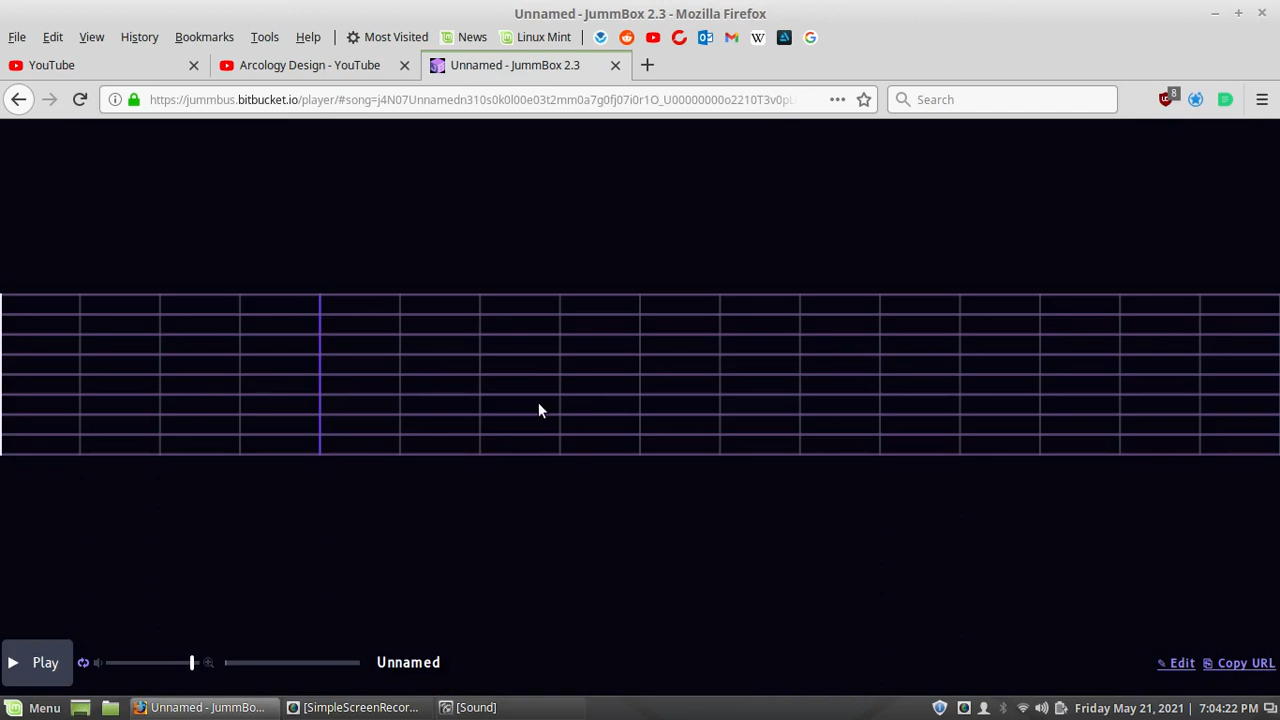 Unnamed - JummBox 2.3 - Mozilla Firefox
File Edit View History Bookmarks Tools Help Most Visited News Linux Mint
YouTube Arcology Design - YouTube Unnamed - JummBox 2.3
https://jummbus.bitbucket.io/player/#song=j4N07Unnamedn310s0k0l00e03t2mm0a7g0fj07i0r1O_U00000000o2210T3v0pL Search
8
Play Unnamed Edit Copy URL
Menu Unnamed - JummBo... [SimpleScreenRecor... [Sound] Friday May 21, 2021 7:04:22 PM